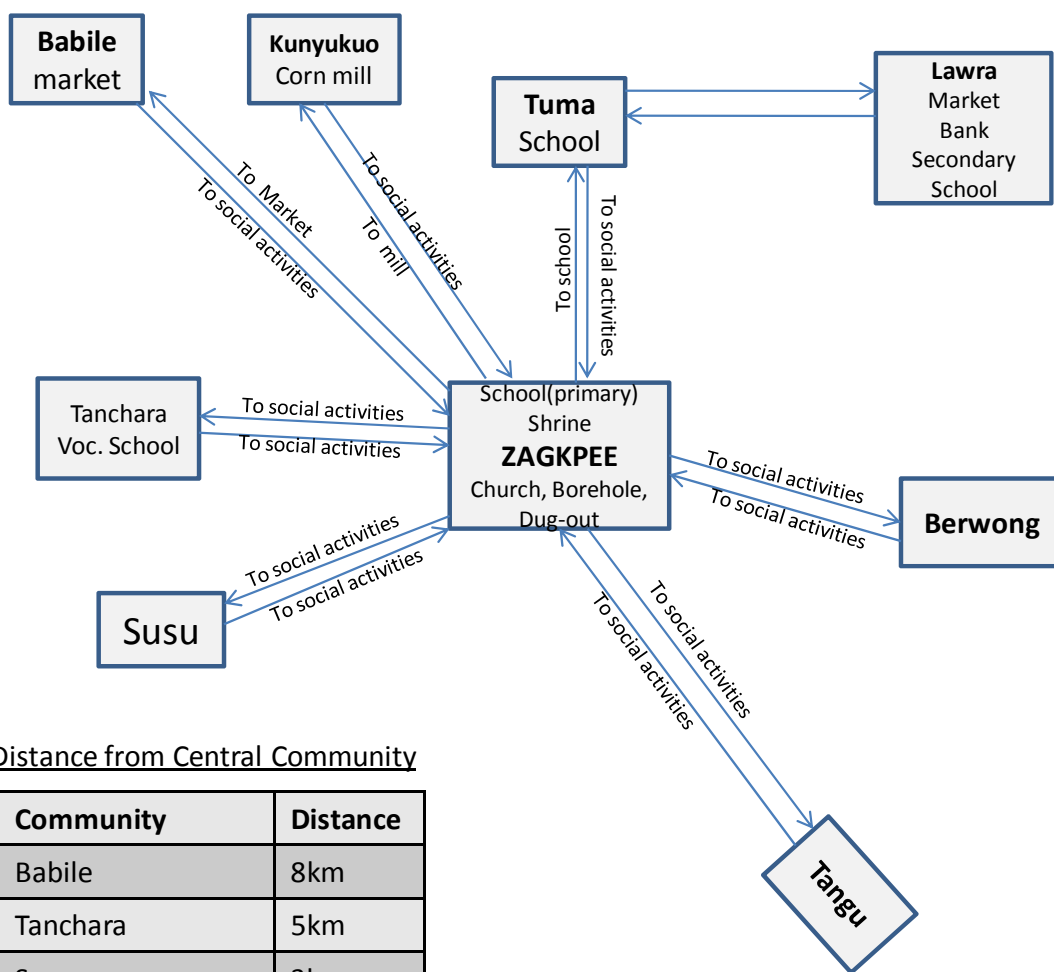 Babile
market
Kunyukuo
Corn mill
Tuma
School
Lawra
Market
Bank
Secondary
School
To Market
To social activities
To social activities
To mill
To school
To social activities
Tanchara
Voc. School
To social activities
To social activities
School(primary)
Shrine
ZAGKPEE
Church, Borehole,
Dug-out
To social activities
To social activities
Berwong
To social activities
To social activities
Susu
To social activities
To social activities
Tangu
Distance from Central Community
Community Distance
Babile 8km
Tanchara 5km